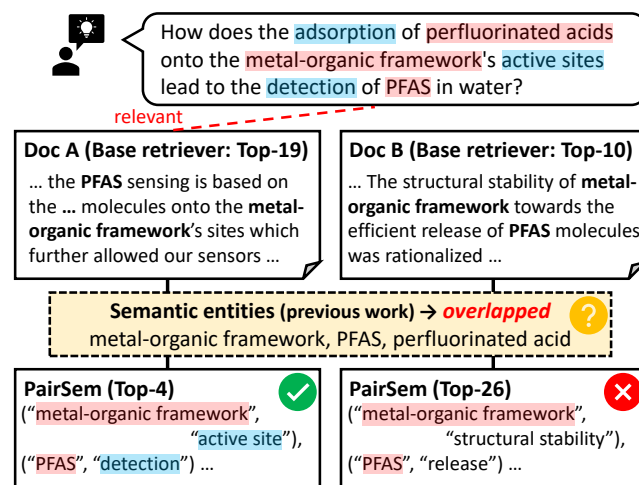 How does the adsorption of perfluorinated acids
onto the metal-organic framework's active sites
lead to the detection of PFAS in water?
relevant
Doc A (Base retriever: Top-19)
... the PFAS sensing is based on
the ... molecules onto the metal-
organic framework's sites which
further allowed our sensors ...
Doc B (Base retriever: Top-10)
... The structural stability of metal-
organic framework towards the
efficient release of PFAS molecules
was rationalized ...
Semantic entities (previous work) → overlapped
?
metal-organic framework, PFAS, perfluorinated acid
PairSem (Top-4)
("metal-organic framework",
"active site"),
("PFAS", "detection") ...
PairSem (Top-26)
("metal-organic framework",
"structural stability"),
("PFAS", "release") ...